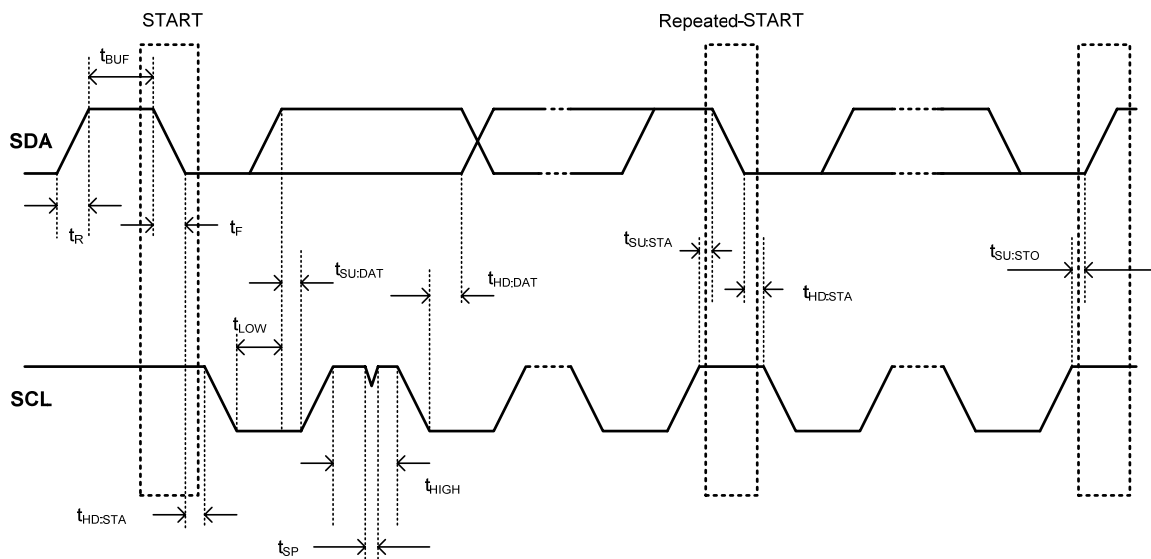 START
Repeated-START
tBUF
SDA
tR
tF
tSU:DAT
tHD:DAT
tSU:STA
tHD:STA
tSU:STO
tLOW
SCL
tHIGH
tHD:STA
tSP